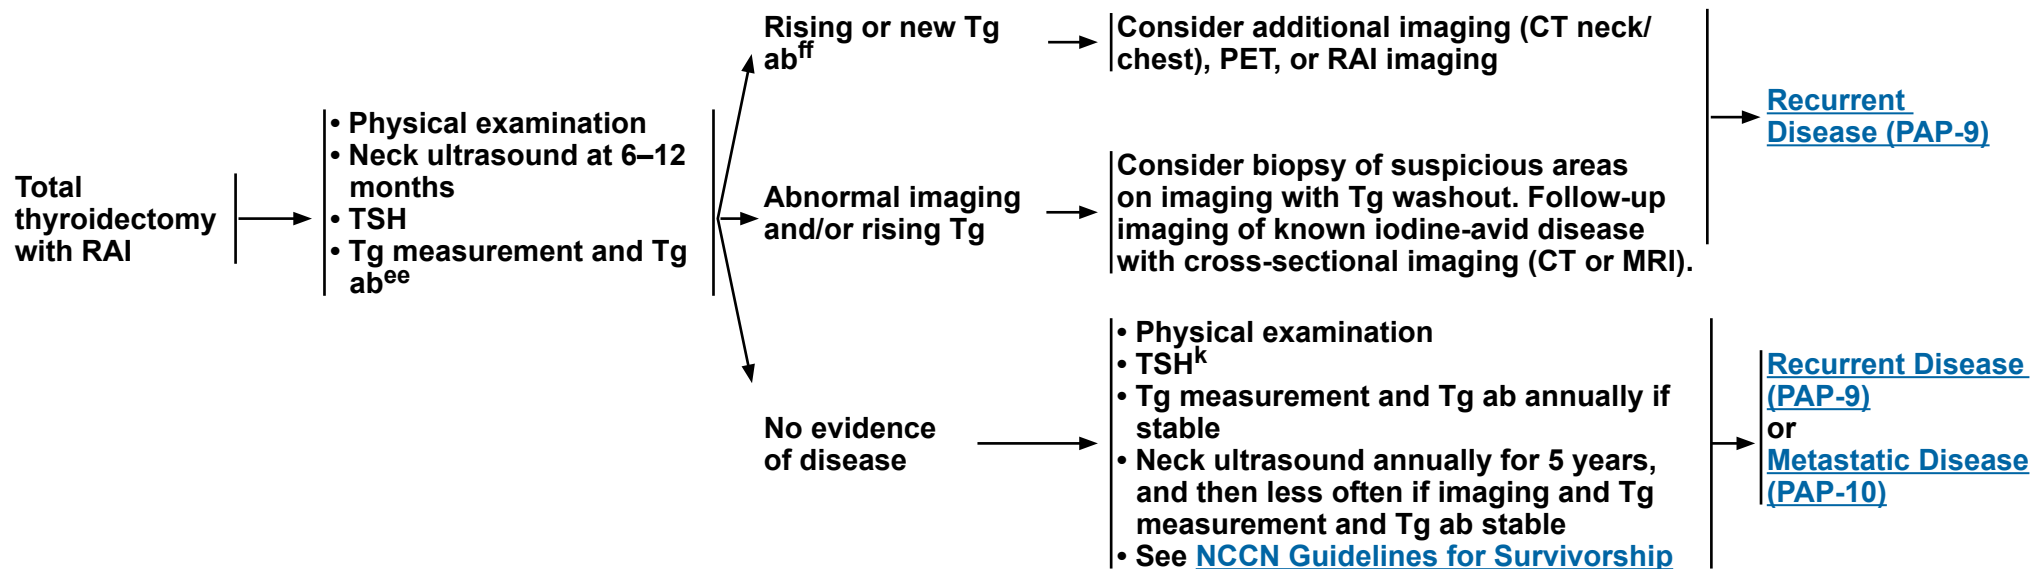 Total
thyroidectomy
with RAI
• Physical examination
• Neck ultrasound at 6–12
months
• TSH
• Tg measurement and Tg
ab^ee
Rising or new Tg
ab^ff
Consider additional imaging (CT neck/
chest), PET, or RAI imaging
Abnormal imaging
and/or rising Tg
Consider biopsy of suspicious areas
on imaging with Tg washout. Follow-up
imaging of known iodine-avid disease
with cross-sectional imaging (CT or MRI).
Recurrent
Disease (PAP-9)
No evidence
of disease
• Physical examination
• TSH^k
• Tg measurement and Tg ab annually if
stable
• Neck ultrasound annually for 5 years,
and then less often if imaging and Tg
measurement and Tg ab stable
• See NCCN Guidelines for Survivorship
Recurrent Disease
(PAP-9)
or
Metastatic Disease
(PAP-10)